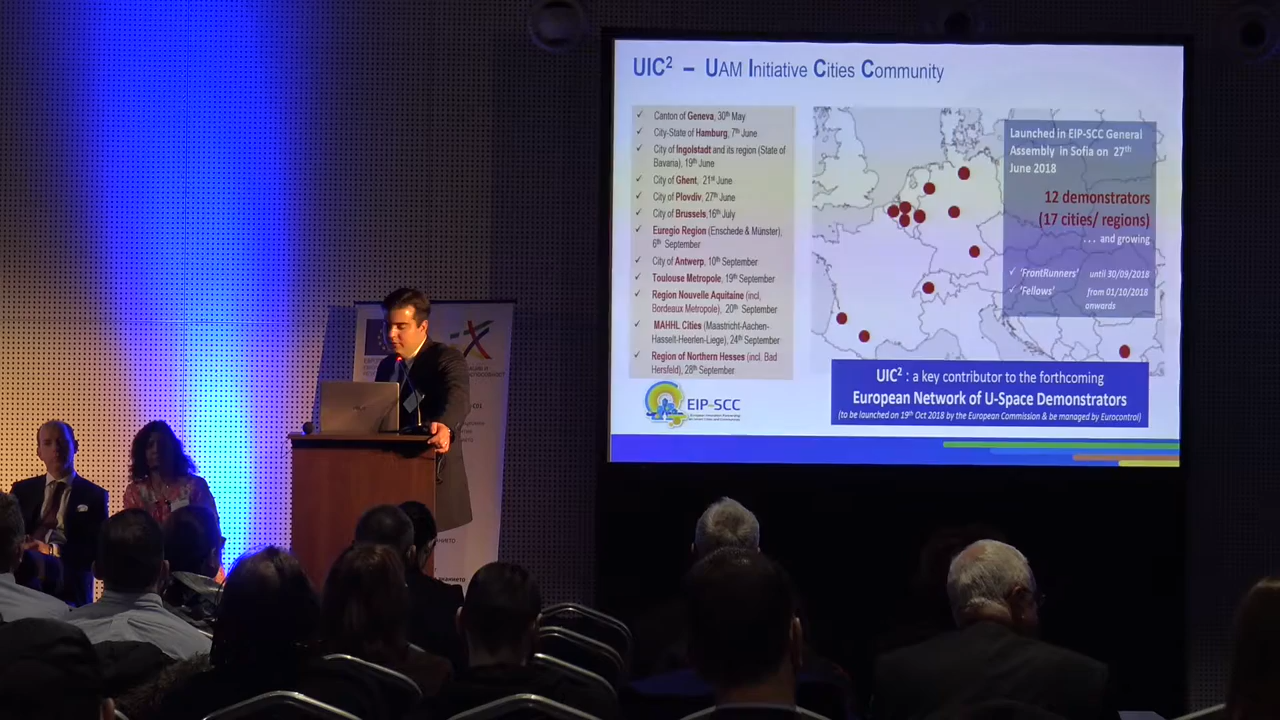 UIC² – UAM Initiative Cities Community
✓ Canton of Geneva, 30th May
✓ City-State of Hamburg, 7th June
✓ City of Ingolstadt and its region (State of
Bavaria), 19th June
✓ City of Ghent, 21st June
✓ City of Plovdiv, 27th June
✓ City of Brussels,16th July
✓ Euregio Region (Enschede & Münster),
6th September
✓ City of Antwerp, 10th September
✓ Toulouse Metropole, 19th September
✓ Region Nouvelle Aquitaine (incl,
Bordeaux Metropole), 20th September
✓ MAHHL Cities (Maastricht-Aachen-
Hasselt-Heerlen-Liege), 24th September
✓ Region of Northern Hesses (incl, Bad
Hersfeld), 28th September
Launched in EIP-SCC General
Assembly in Sofia on 27th
June 2018
12 demonstrators
(17 cities/ regions)
... and growing
✓ 'FrontRunners' until 30/09/2018
✓ 'Fellows' from 01/10/2018
onwards
UIC² : a key contributor to the forthcoming
European Network of U-Space Demonstrators
(to be launched on 19th Oct 2018 by the European Commission & be managed by Eurocontrol)
EIP-SCC